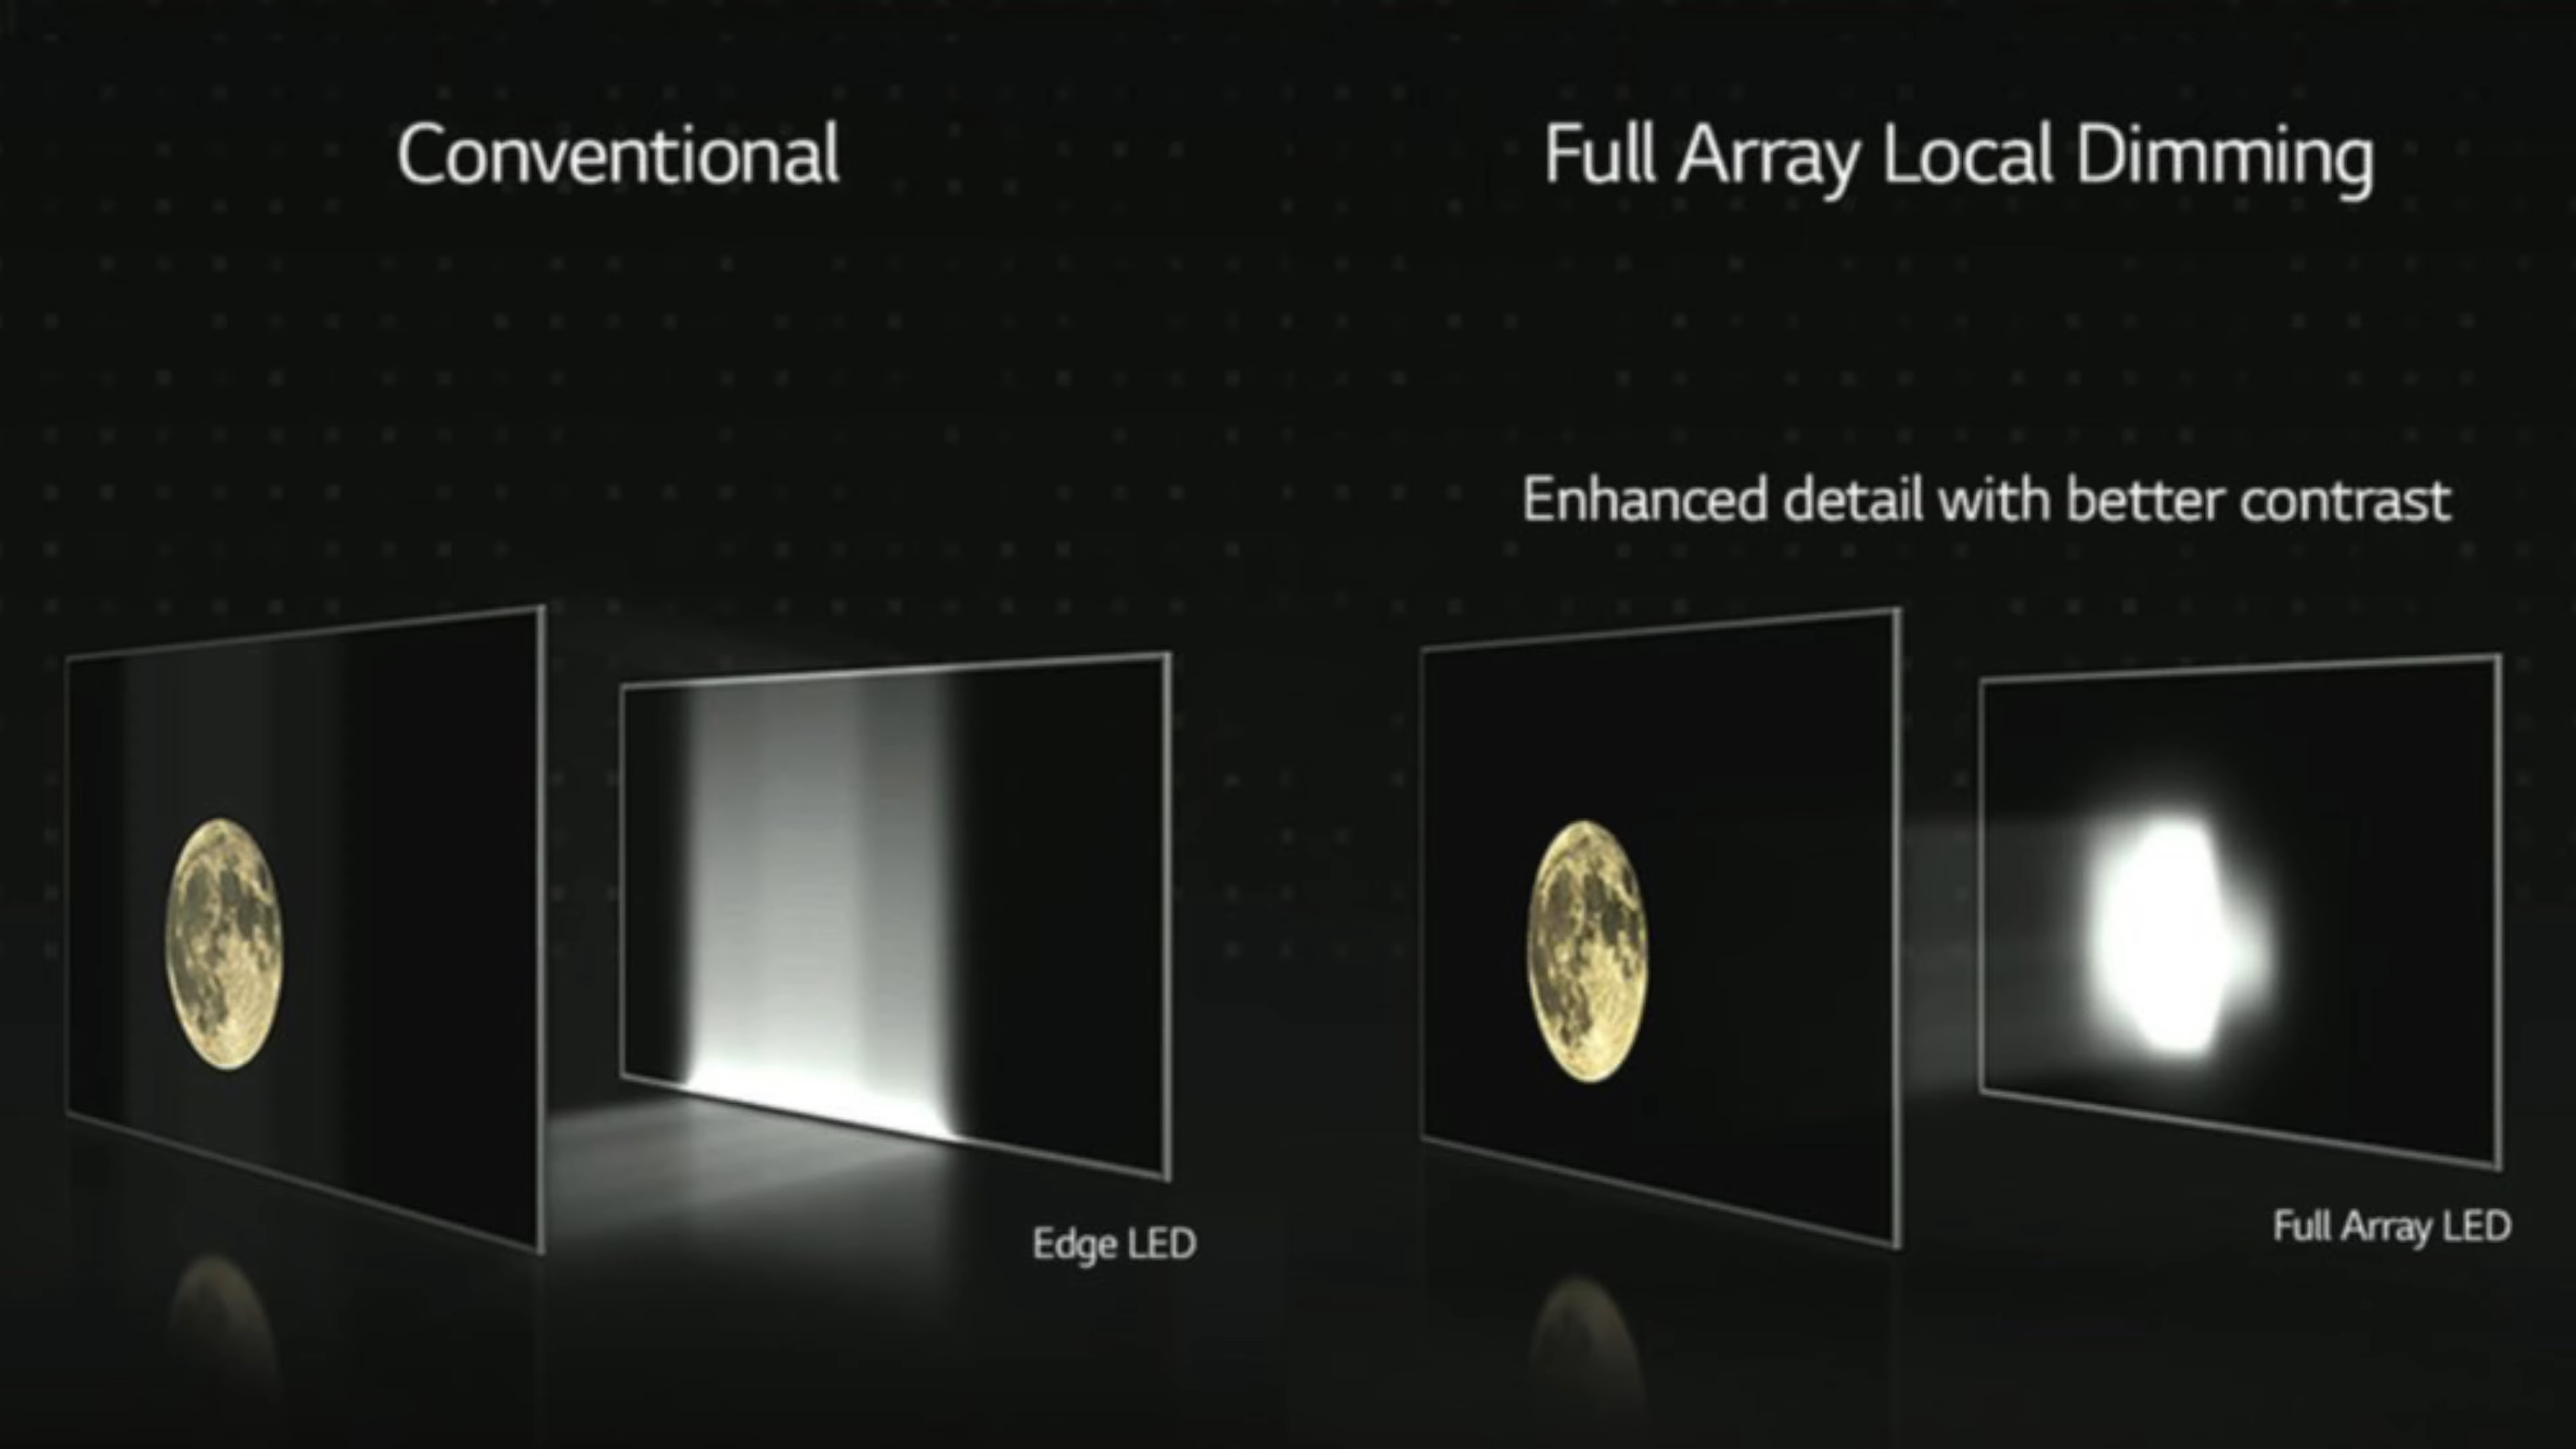 Conventional
Full Array Local Dimming
Enhanced detail with better contrast
Edge LED
Full Array LED